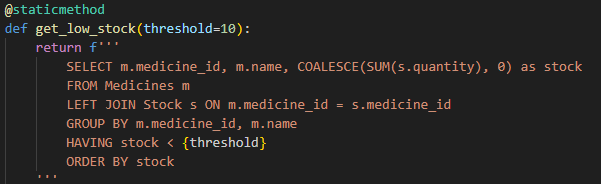 @staticmethod
def get_low_stock(threshold=10):
    return f'''
        SELECT m.medicine_id, m.name, COALESCE(SUM(s.quantity), 0) as stock
        FROM Medicines m
        LEFT JOIN Stock s ON m.medicine_id = s.medicine_id
        GROUP BY m.medicine_id, m.name
        HAVING stock < {threshold}
        ORDER BY stock
    '''